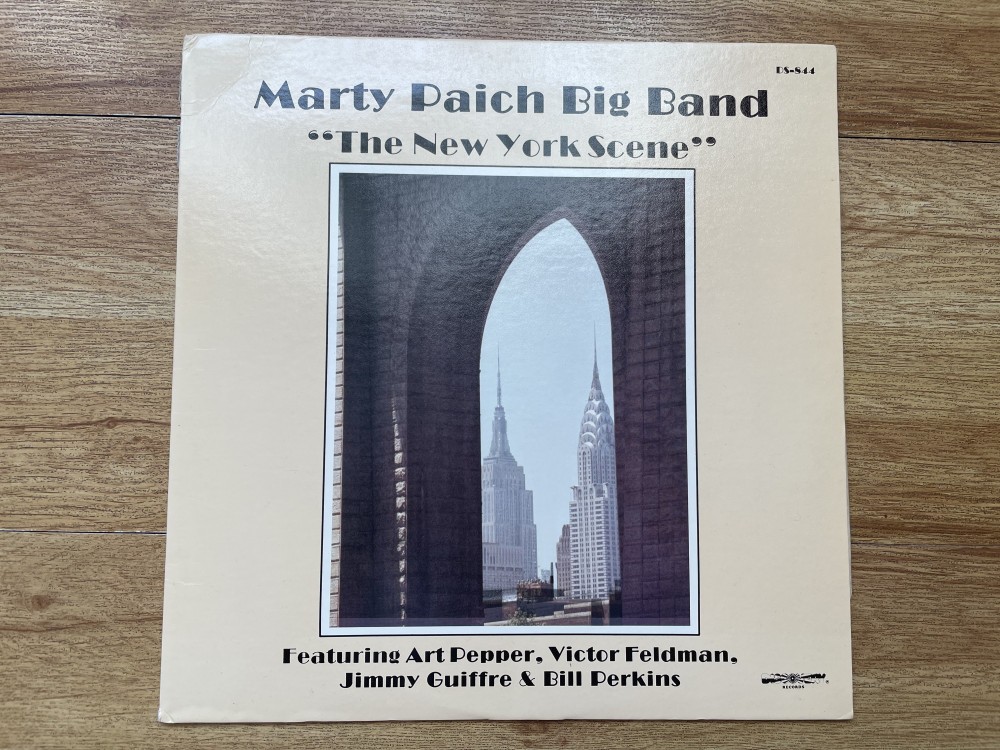 DS-844
Marty Paich Big Band
“The New York Scene”
Featuring Art Pepper, Victor Feldman,
Jimmy Guiffre & Bill Perkins
RECORDS